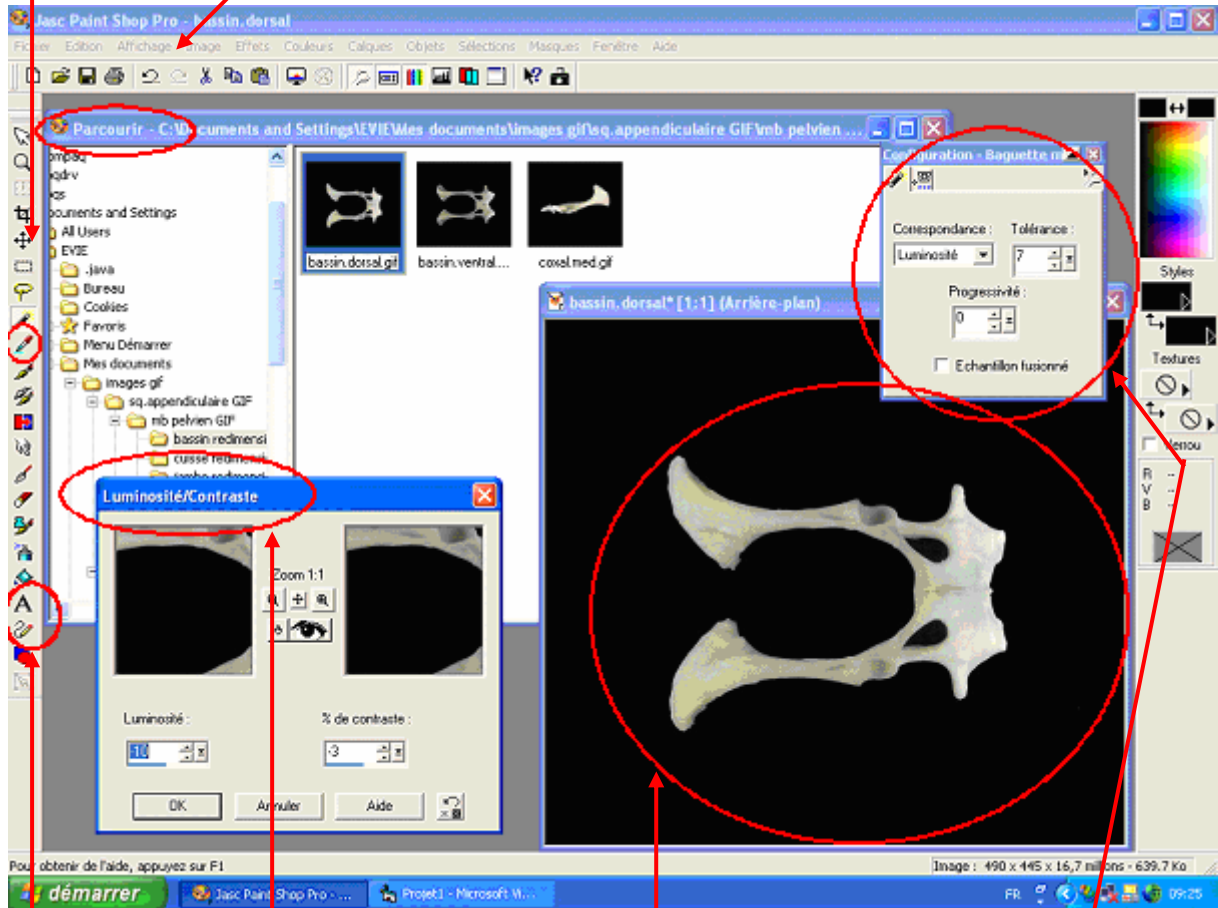 Jasc Paint Shop Pro - bassin.dorsal
Fichier Edition Affichage Image Effets Couleurs Calques Objets Sélections Masques Fenêtre Aide
Parcourir - C:\Documents and Settings\EVIE\Mes documents\images gif\sq.appendiculaire GIF\mb pelvien ...
ompaq
qdrv
ocuments and Settings
All Users
EVIE
.java
Bureau
Cookies
Favoris
Menu Démarrer
Mes documents
images gif
sq.appendiculaire GIF
mb pelvien GIF
bassin redimensi
cuisse redimensi
jambe redimensi
bassin.dorsal.gif
bassin.ventral....
coxal.med.gif
Configuration - Baguette m
Correspondance :
Tolérance :
Luminosité
7
Progressivité :
0
Echantillon fusionné
bassin.dorsal* [1:1] (Arrière-plan)
Luminosité/Contraste
Zoom 1:1
Luminosité :
% de contraste :
-10
-3
OK
Annuler
Aide
Styles
Textures
Verrou
R --
V --
B --
A
Pour obtenir de l'aide, appuyez sur F1
Image : 490 x 445 x 16,7 millions - 639.7 Ko
démarrer
Jasc Paint Shop Pro - ...
Projet1 - Microsoft Vi...
FR
09:25